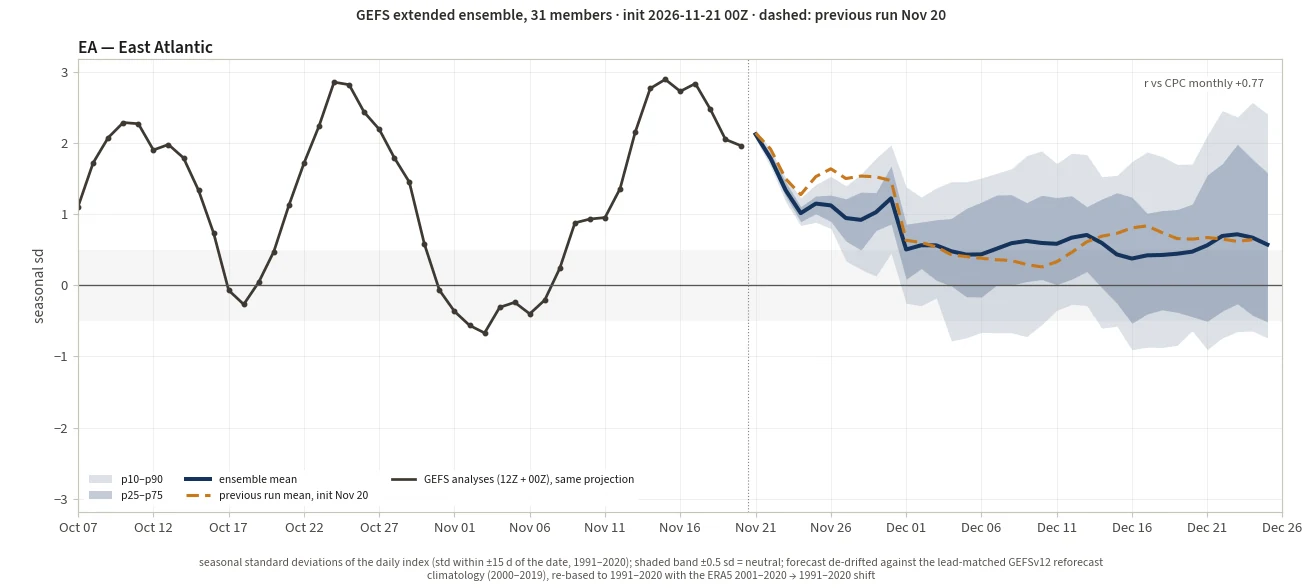 GEFS extended ensemble, 31 members · init 2026-11-21 00Z · dashed: previous run Nov 20
EA — East Atlantic
r vs CPC monthly +0.77
seasonal sd
3
2
1
0
−1
−2
−3
p10–p90
p25–p75
ensemble mean
previous run mean, init Nov 20
GEFS analyses (12Z + 00Z), same projection
Oct 07 Oct 12 Oct 17 Oct 22 Oct 27 Nov 01 Nov 06 Nov 11 Nov 16 Nov 21 Nov 26 Dec 01 Dec 06 Dec 11 Dec 16 Dec 21 Dec 26
seasonal standard deviations of the daily index (std within ±15 d of the date, 1991–2020); shaded band ±0.5 sd = neutral; forecast de-drifted against the lead-matched GEFSv12 reforecast
climatology (2000–2019), re-based to 1991–2020 with the ERA5 2001–2020 → 1991–2020 shift